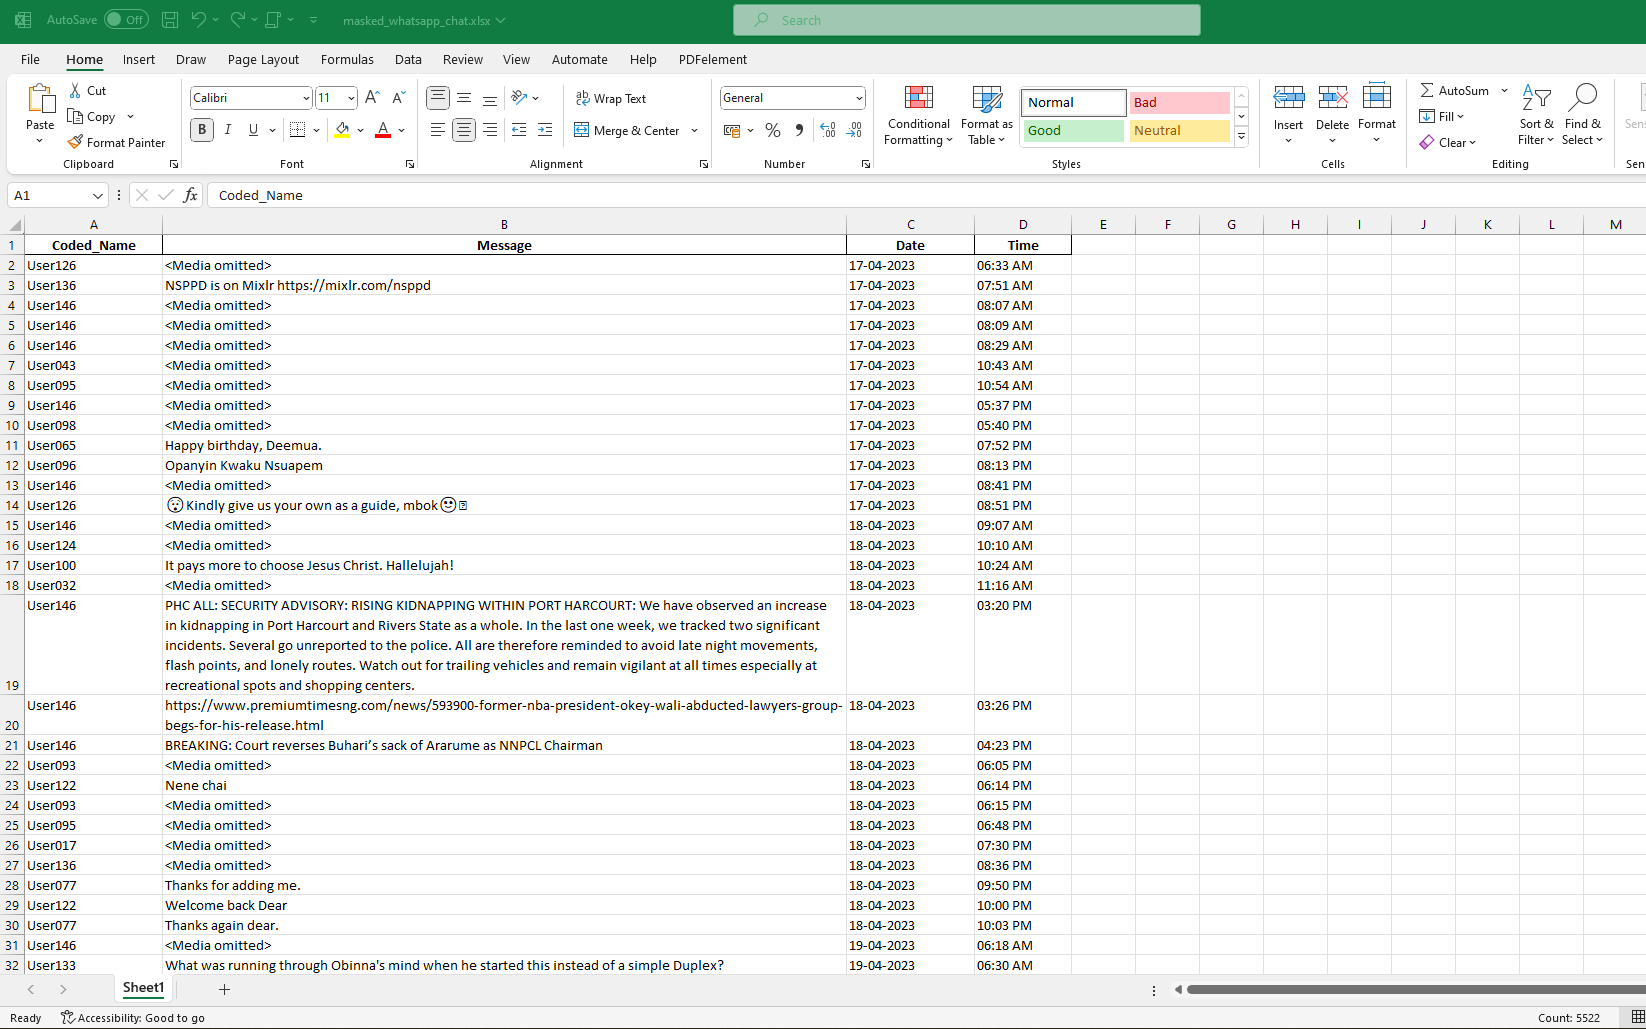 AutoSave Off masked_whatsapp_chat.xlsx Search
File Home Insert Draw Page Layout Formulas Data Review View Automate Help PDFelement
Paste Cut Copy Format Painter Clipboard
Calibri 11 B I U A Font
Wrap Text Merge & Center Alignment
General % Number
Conditional Formatting Format as Table Normal Bad Good Neutral Styles
Insert Delete Format Cells
AutoSum Fill Clear Sort & Filter Find & Select Editing
A1 fx Coded_Name
A B C D E F G H I J K L M
1 Coded_Name Message Date Time
2 User126 <Media omitted> 17-04-2023 06:33 AM
3 User136 NSPPD is on Mixlr https://mixlr.com/nsppd 17-04-2023 07:51 AM
4 User146 <Media omitted> 17-04-2023 08:07 AM
5 User146 <Media omitted> 17-04-2023 08:09 AM
6 User146 <Media omitted> 17-04-2023 08:29 AM
7 User043 <Media omitted> 17-04-2023 10:43 AM
8 User095 <Media omitted> 17-04-2023 10:54 AM
9 User146 <Media omitted> 17-04-2023 05:37 PM
10 User098 <Media omitted> 17-04-2023 05:40 PM
11 User065 Happy birthday, Deemua. 17-04-2023 07:52 PM
12 User096 Opanyin Kwaku Nsuapem 17-04-2023 08:13 PM
13 User146 <Media omitted> 17-04-2023 08:41 PM
14 User126 Kindly give us your own as a guide, mbok 17-04-2023 08:51 PM
15 User146 <Media omitted> 18-04-2023 09:07 AM
16 User124 <Media omitted> 18-04-2023 10:10 AM
17 User100 It pays more to choose Jesus Christ. Hallelujah! 18-04-2023 10:24 AM
18 User032 <Media omitted> 18-04-2023 11:16 AM
User146 PHC ALL: SECURITY ADVISORY: RISING KIDNAPPING WITHIN PORT HARCOURT: We have observed an increase 18-04-2023 03:20 PM
in kidnapping in Port Harcourt and Rivers State as a whole. In the last one week, we tracked two significant
incidents. Several go unreported to the police. All are therefore reminded to avoid late night movements,
flash points, and lonely routes. Watch out for trailing vehicles and remain vigilant at all times especially at
19 recreational spots and shopping centers.
User146 https://www.premiumtimesng.com/news/593900-former-nba-president-okey-wali-abducted-lawyers-group- 18-04-2023 03:26 PM
20 begs-for-his-release.html
21 User146 BREAKING: Court reverses Buhari’s sack of Ararume as NNPCL Chairman 18-04-2023 04:23 PM
22 User093 <Media omitted> 18-04-2023 06:05 PM
23 User122 Nene chai 18-04-2023 06:14 PM
24 User093 <Media omitted> 18-04-2023 06:15 PM
25 User095 <Media omitted> 18-04-2023 06:48 PM
26 User017 <Media omitted> 18-04-2023 07:30 PM
27 User136 <Media omitted> 18-04-2023 08:36 PM
28 User077 Thanks for adding me. 18-04-2023 09:50 PM
29 User122 Welcome back Dear 18-04-2023 10:00 PM
30 User077 Thanks again dear. 18-04-2023 10:03 PM
31 User146 <Media omitted> 19-04-2023 06:18 AM
32 User133 What was running through Obinna's mind when he started this instead of a simple Duplex? 19-04-2023 06:30 AM
Sheet1
Ready Accessibility: Good to go Count: 5522